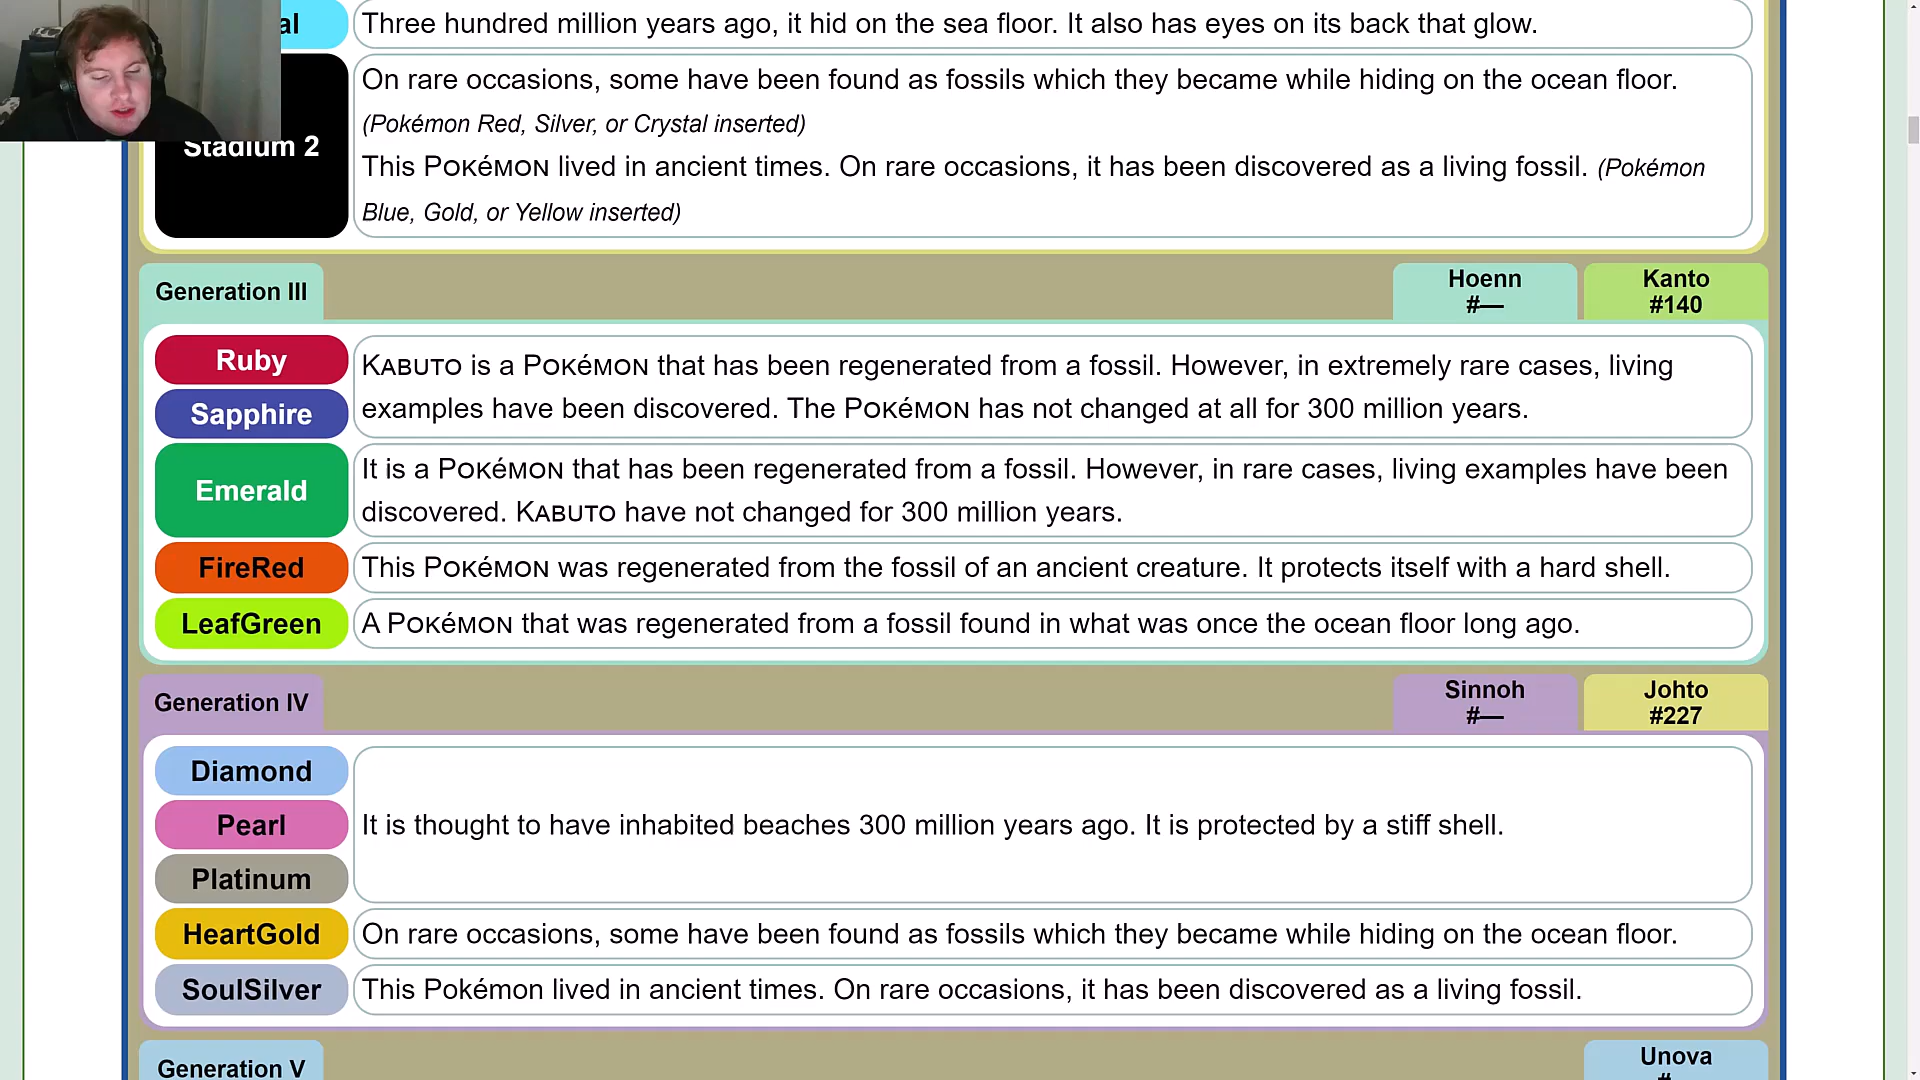 al
Three hundred million years ago, it hid on the sea floor. It also has eyes on its back that glow.
Stadium 2
On rare occasions, some have been found as fossils which they became while hiding on the ocean floor.
(Pokémon Red, Silver, or Crystal inserted)
This POKéMON lived in ancient times. On rare occasions, it has been discovered as a living fossil. (Pokémon
Blue, Gold, or Yellow inserted)
Generation III
Hoenn
#—
Kanto
#140
Ruby
Sapphire
KABUTO is a POKéMON that has been regenerated from a fossil. However, in extremely rare cases, living
examples have been discovered. The POKéMON has not changed at all for 300 million years.
Emerald
It is a POKéMON that has been regenerated from a fossil. However, in rare cases, living examples have been
discovered. KABUTO have not changed for 300 million years.
FireRed
This POKéMON was regenerated from the fossil of an ancient creature. It protects itself with a hard shell.
LeafGreen
A POKéMON that was regenerated from a fossil found in what was once the ocean floor long ago.
Generation IV
Sinnoh
#—
Johto
#227
Diamond
Pearl
Platinum
It is thought to have inhabited beaches 300 million years ago. It is protected by a stiff shell.
HeartGold
On rare occasions, some have been found as fossils which they became while hiding on the ocean floor.
SoulSilver
This Pokémon lived in ancient times. On rare occasions, it has been discovered as a living fossil.
Generation V
Unova